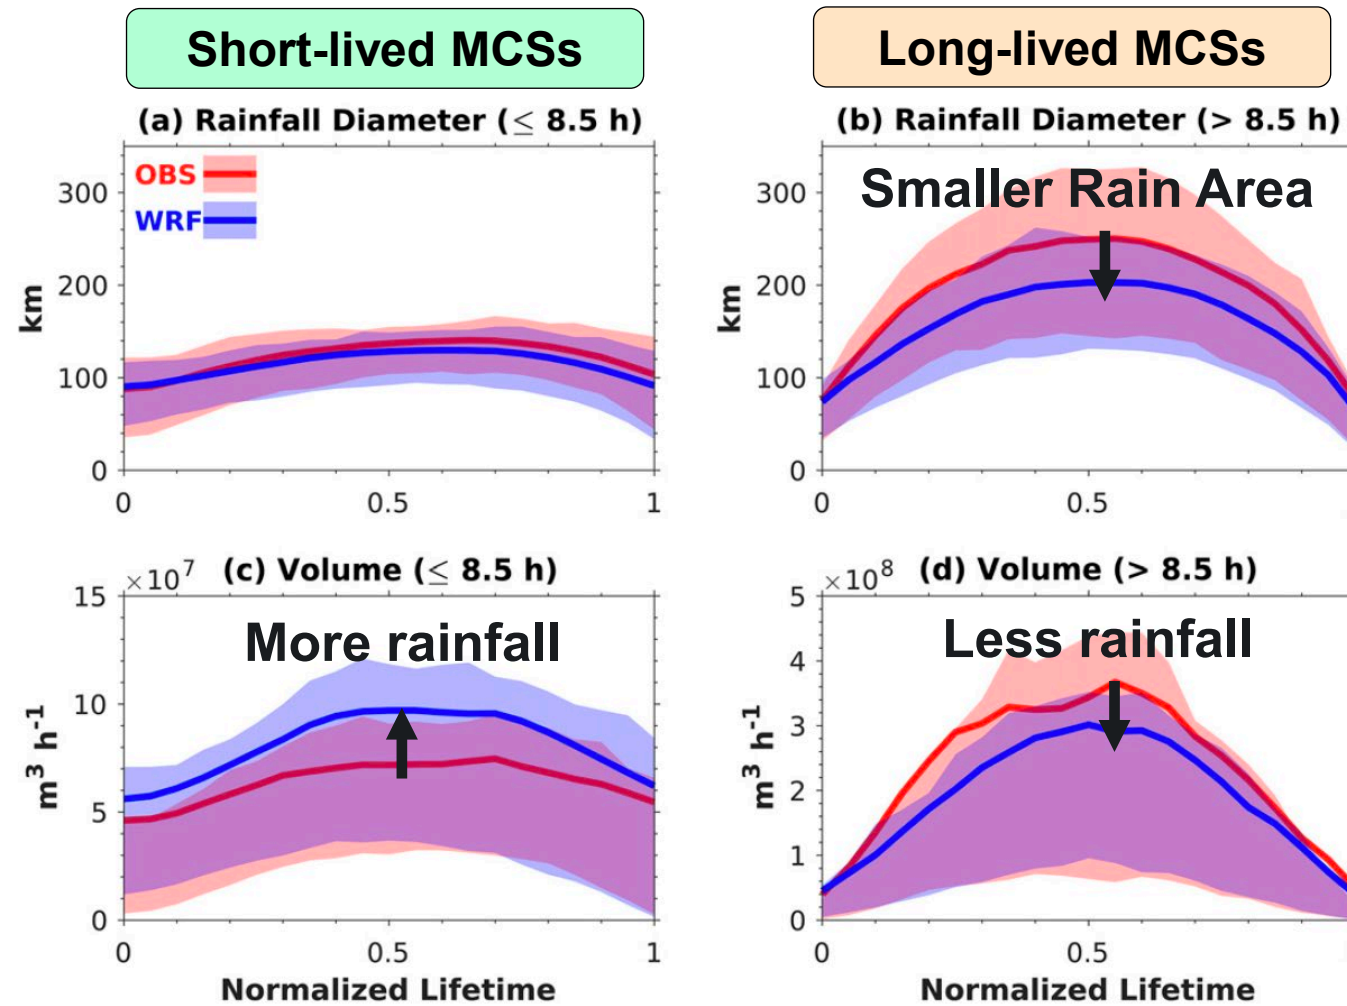 Short-lived MCSs
Long-lived MCSs
(a) Rainfall Diameter (≤ 8.5 h)
OBS
WRF
300
200
100
0
km
0
0.5
1
(b) Rainfall Diameter (> 8.5 h)
Smaller Rain Area
300
200
100
0
km
0
0.5
(c) Volume (≤ 8.5 h)
×10⁷
More rainfall
15
10
5
0
m³ h⁻¹
0
0.5
1
Normalized Lifetime
(d) Volume (> 8.5 h)
×10⁸
Less rainfall
5
4
3
2
1
0
m³ h⁻¹
0
0.5
Normalized Lifetime